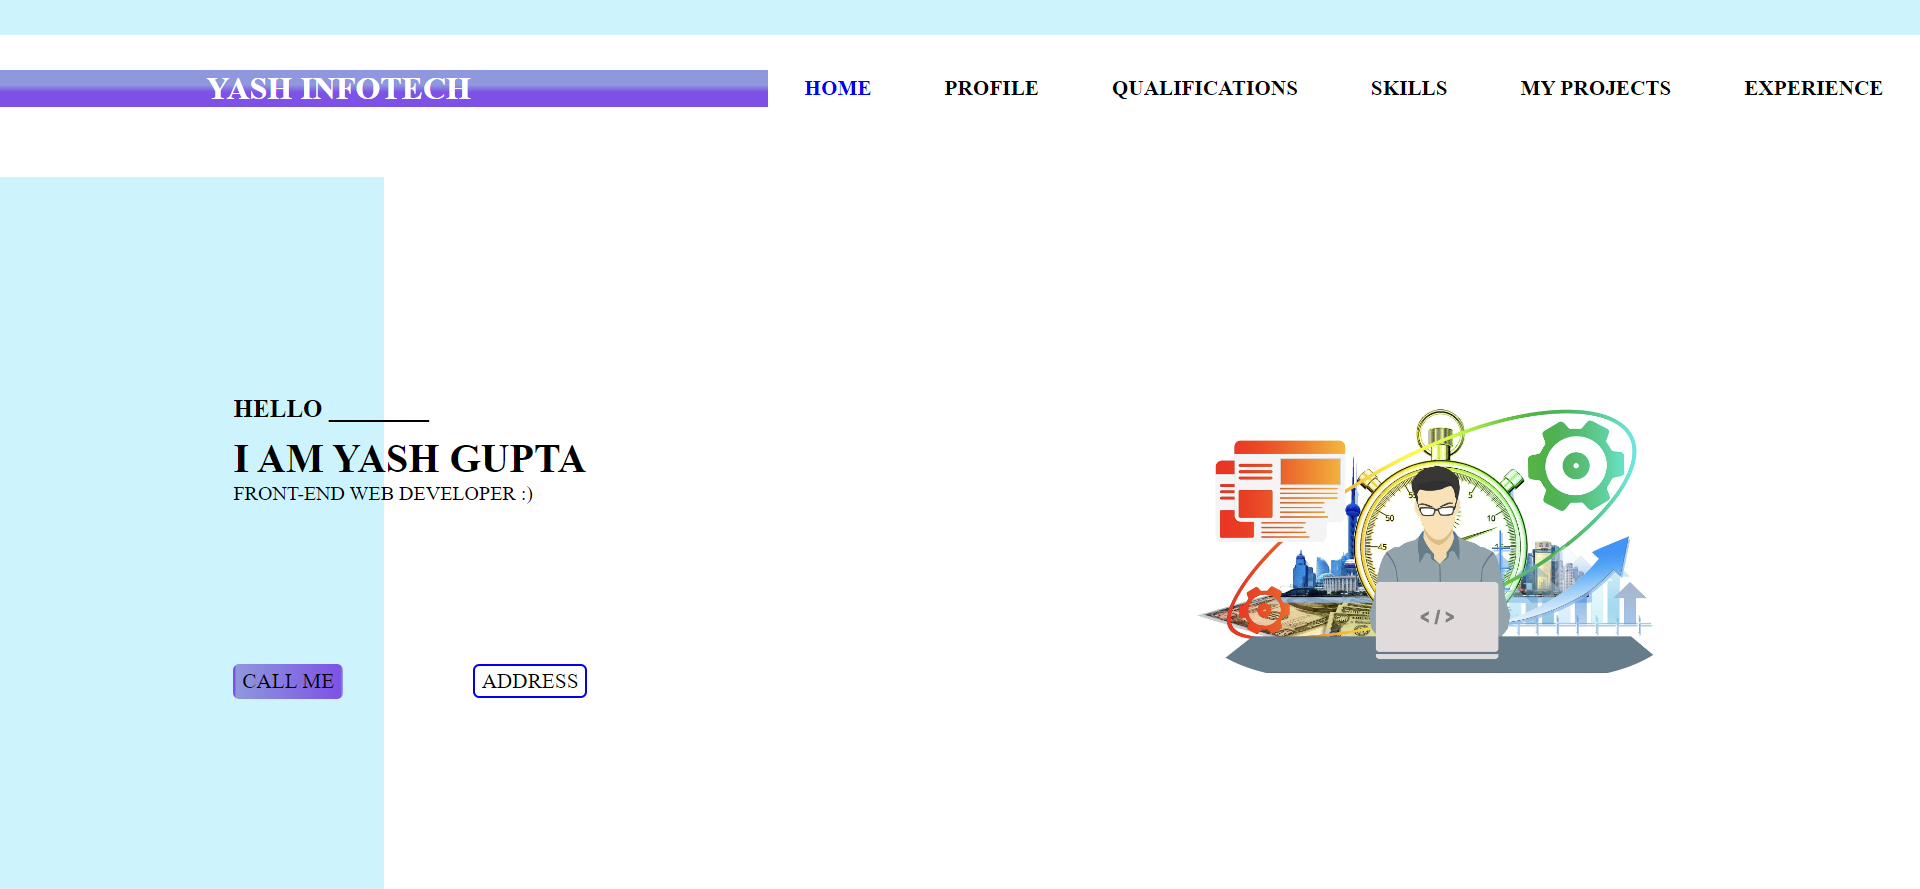 YASH INFOTECH HOME PROFILE QUALIFICATIONS SKILLS MY PROJECTS EXPERIENCE
HELLO ________
I AM YASH GUPTA
FRONT-END WEB DEVELOPER :)
CALL ME ADDRESS
5
50
10
45
</>